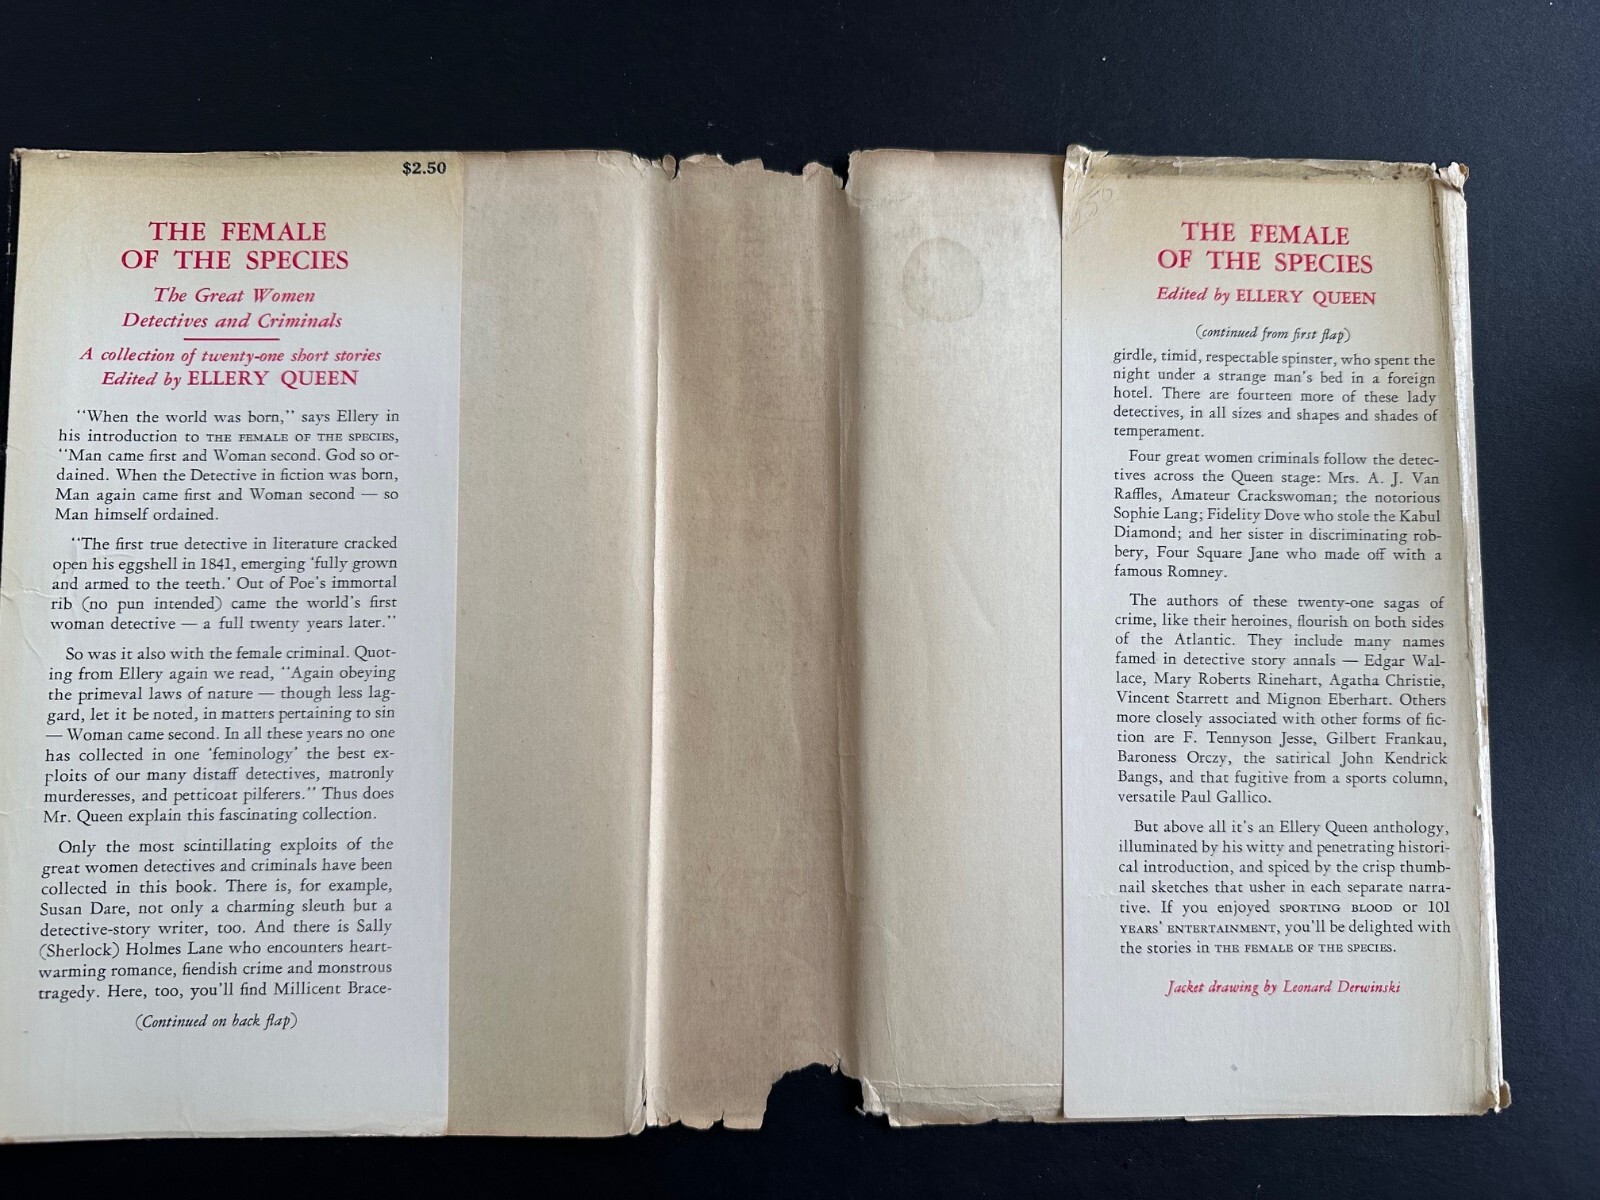 $2.50
THE FEMALE
OF THE SPECIES
The Great Women
Detectives and Criminals
A collection of twenty-one short stories
Edited by ELLERY QUEEN
"When the world was born," says Ellery in
his introduction to THE FEMALE OF THE SPECIES,
"Man came first and Woman second. God so or-
dained. When the Detective in fiction was born,
Man again came first and Woman second — so
Man himself ordained.
"The first true detective in literature cracked
open his eggshell in 1841, emerging 'fully grown
and armed to the teeth.' Out of Poe's immortal
rib (no pun intended) came the world's first
woman detective — a full twenty years later."
So was it also with the female criminal. Quot-
ing from Ellery again we read, "Again obeying
the primeval laws of nature — though less lag-
gard, let it be noted, in matters pertaining to sin
— Woman came second. In all these years no one
has collected in one 'feminology' the best ex-
ploits of our many distaff detectives, matronly
murderesses, and petticoat pilferers." Thus does
Mr. Queen explain this fascinating collection.
Only the most scintillating exploits of the
great women detectives and criminals have been
collected in this book. There is, for example,
Susan Dare, not only a charming sleuth but a
detective-story writer, too. And there is Sally
(Sherlock) Holmes Lane who encounters heart-
warming romance, fiendish crime and monstrous
tragedy. Here, too, you'll find Millicent Brace-
(Continued on back flap)
THE FEMALE
OF THE SPECIES
Edited by ELLERY QUEEN
(continued from first flap)
girdle, timid, respectable spinster, who spent the
night under a strange man's bed in a foreign
hotel. There are fourteen more of these lady
detectives, in all sizes and shapes and shades of
temperament.
Four great women criminals follow the detec-
tives across the Queen stage: Mrs. A. J. Van
Raffles, Amateur Crackswoman; the notorious
Sophie Lang; Fidelity Dove who stole the Kabul
Diamond; and her sister in discriminating rob-
bery, Four Square Jane who made off with a
famous Romney.
The authors of these twenty-one sagas of
crime, like their heroines, flourish on both sides
of the Atlantic. They include many names
famed in detective story annals — Edgar Wal-
lace, Mary Roberts Rinehart, Agatha Christie,
Vincent Starrett and Mignon Eberhart. Others
more closely associated with other forms of fic-
tion are F. Tennyson Jesse, Gilbert Frankau,
Baroness Orczy, the satirical John Kendrick
Bangs, and that fugitive from a sports column,
versatile Paul Gallico.
But above all it's an Ellery Queen anthology,
illuminated by his witty and penetrating histori-
cal introduction, and spiced by the crisp thumb-
nail sketches that usher in each separate narra-
tive. If you enjoyed SPORTING BLOOD or 101
YEARS' ENTERTAINMENT, you'll be delighted with
the stories in THE FEMALE OF THE SPECIES.
Jacket drawing by Leonard Derwinski